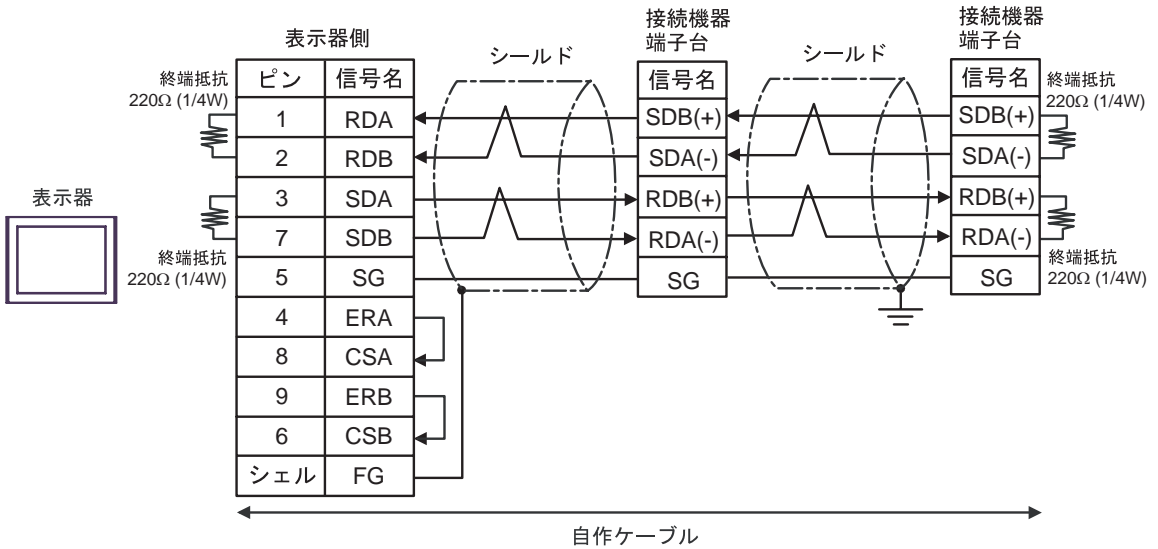 接続機器
端子台
接続機器
端子台
表示器側
シールド
シールド
終端抵抗
220Ω (1/4W)
ピン 信号名
信号名
信号名
終端抵抗
220Ω (1/4W)
1 RDA
SDB(+)
SDB(+)
2 RDB
SDA(-)
SDA(-)
表示器
3 SDA
RDB(+)
RDB(+)
7 SDB
RDA(-)
RDA(-)
終端抵抗
220Ω (1/4W)
5 SG
SG
SG
終端抵抗
220Ω (1/4W)
4 ERA
8 CSA
9 ERB
6 CSB
シェル FG
自作ケーブル